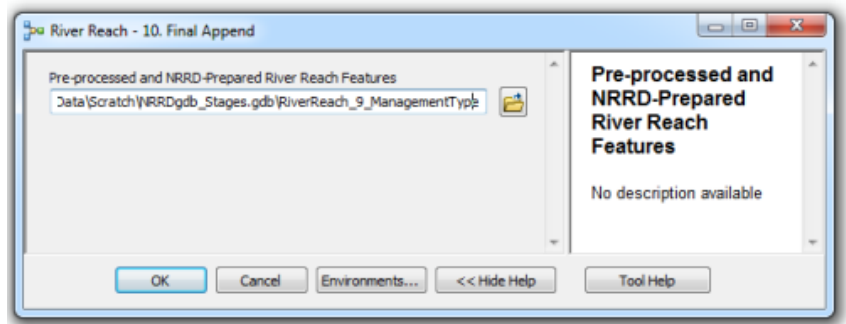 River Reach - 10. Final Append
Pre-processed and NRRD-Prepared River Reach Features
Data\Scratch\NRRDgdb_Stages.gdb\RiverReach_9_ManagementType
Pre-processed and
NRRD-Prepared
River Reach
Features
No description available
OK
Cancel
Environments...
<< Hide Help
Tool Help